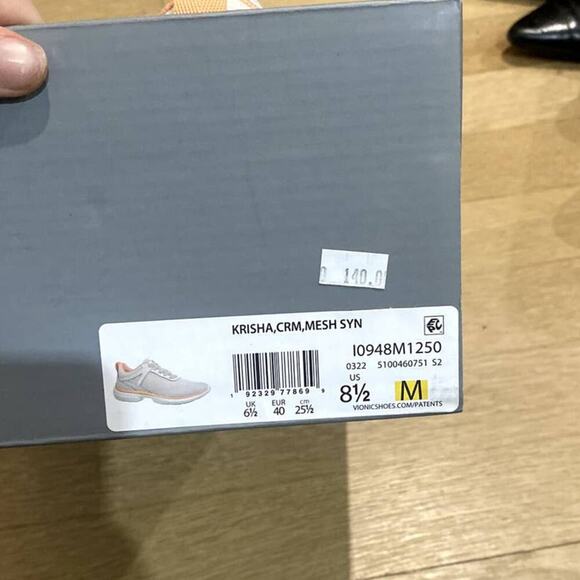 140.0
KRISHA,CRM,MESH SYN
I0948M1250
0322 5100460751 S2
US
8½ M
1 92329 77869 9
UK EUR cm
6½ 40 25½
VIONICSHOES.COM/PATENTS